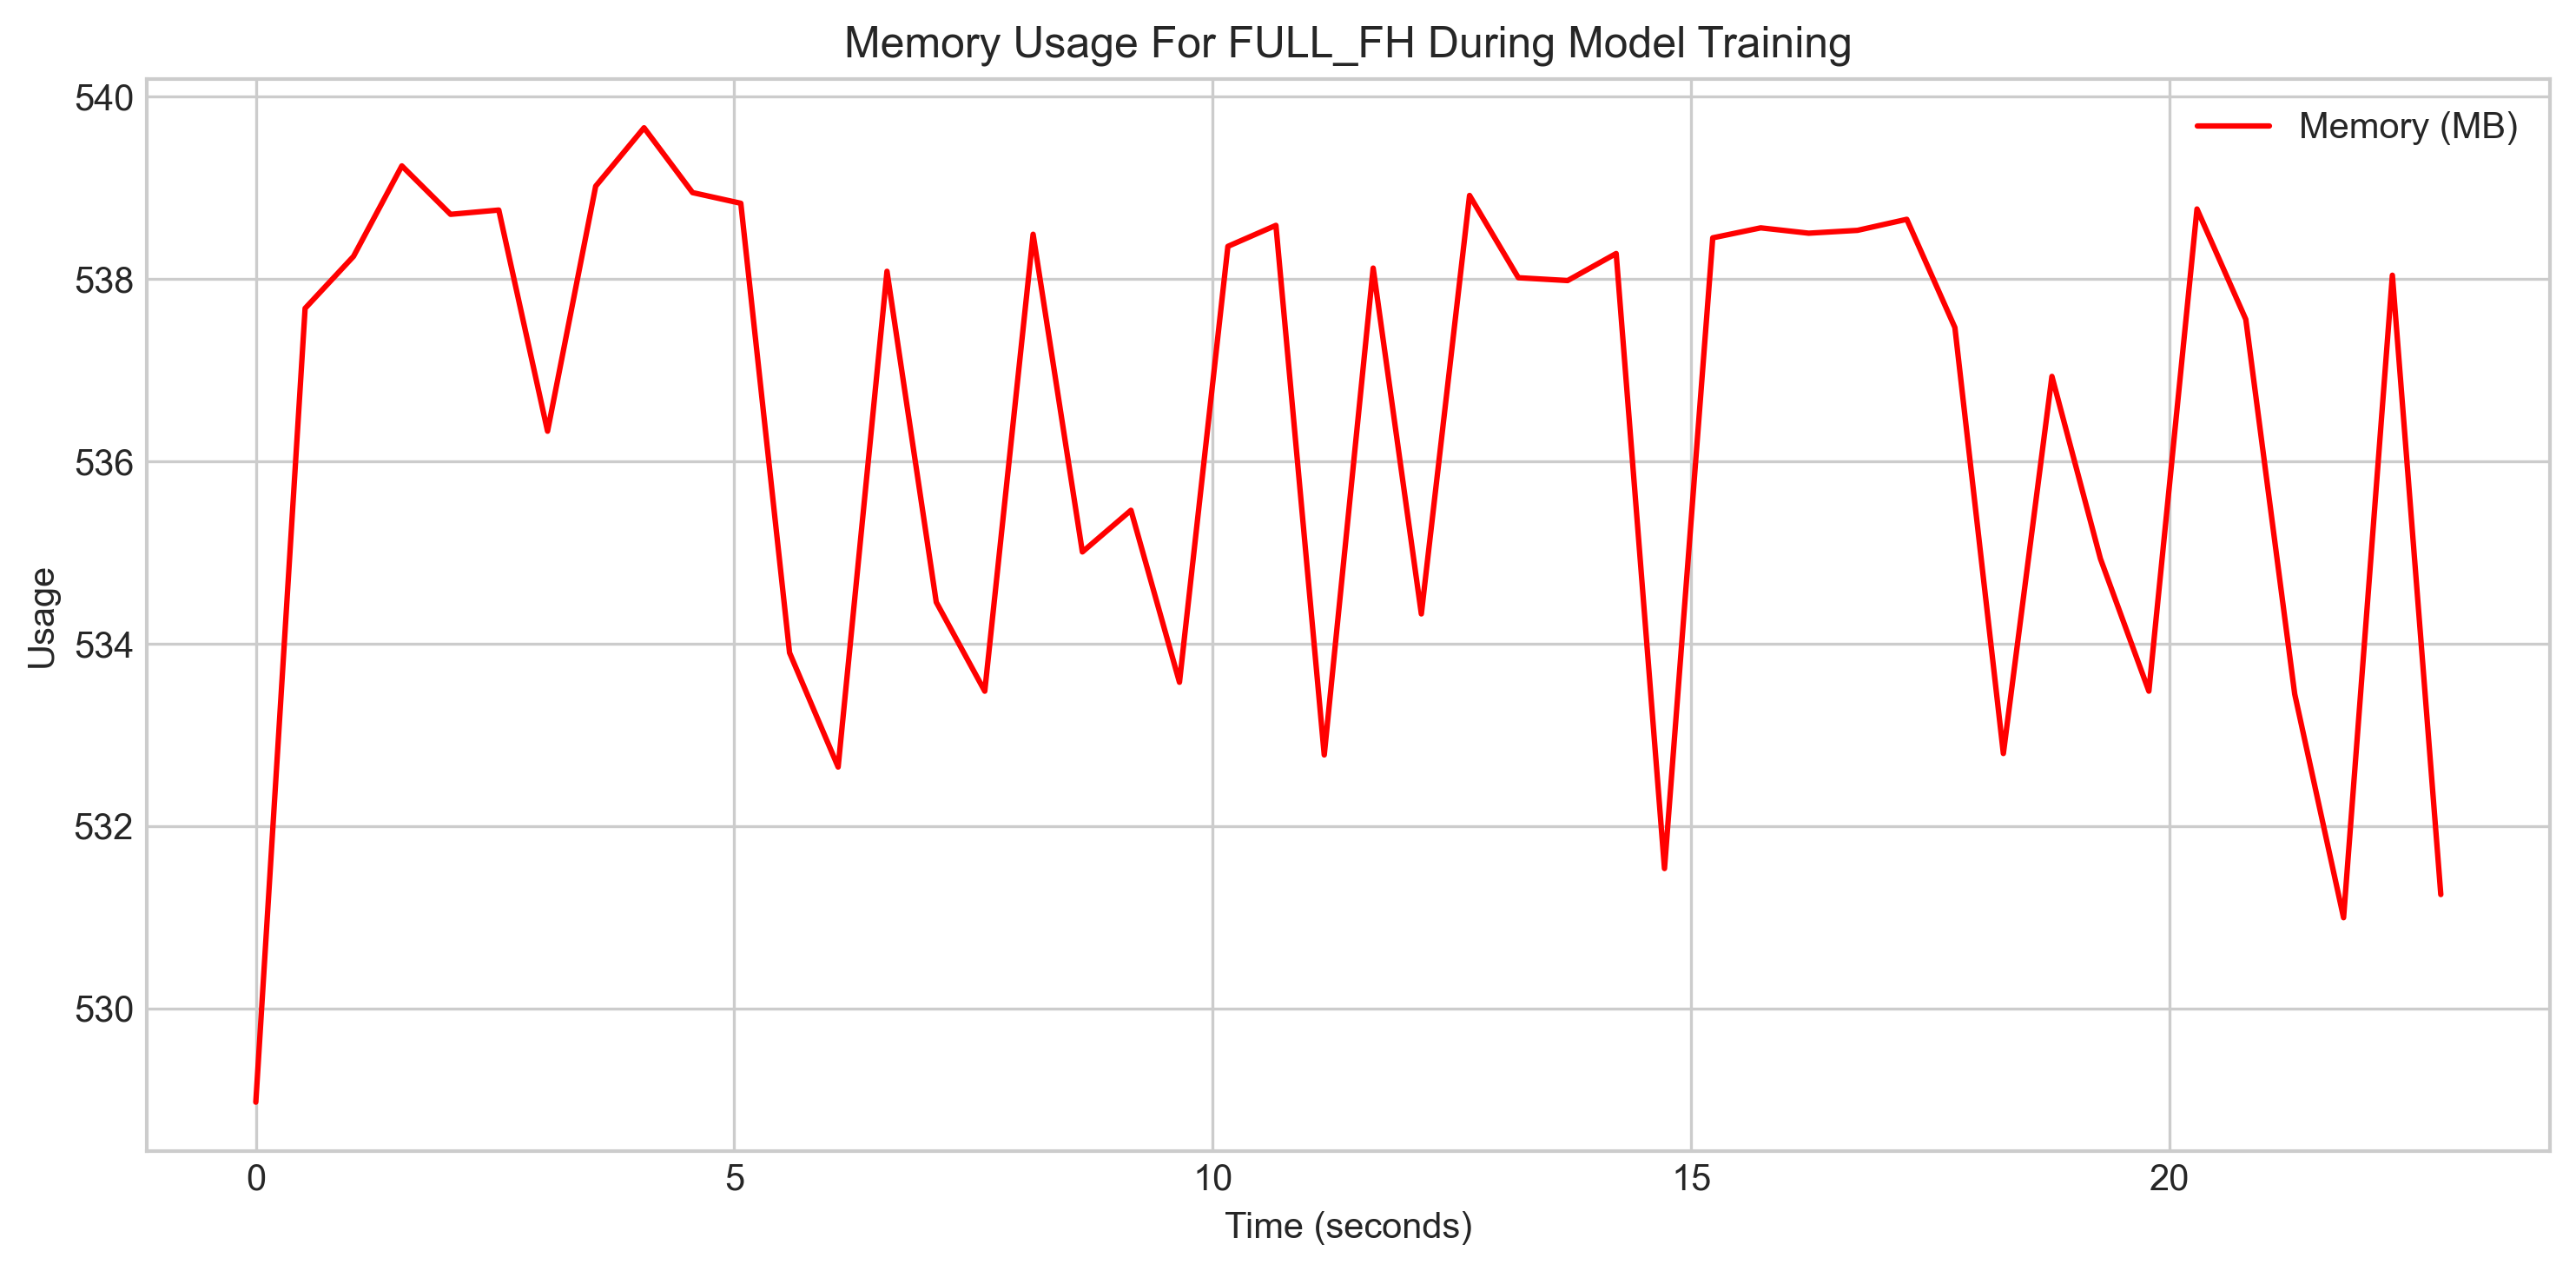 Memory Usage For FULL_FH During Model Training
540
538
536
534
532
530
Usage
Memory (MB)
0 5 10 15 20
Time (seconds)